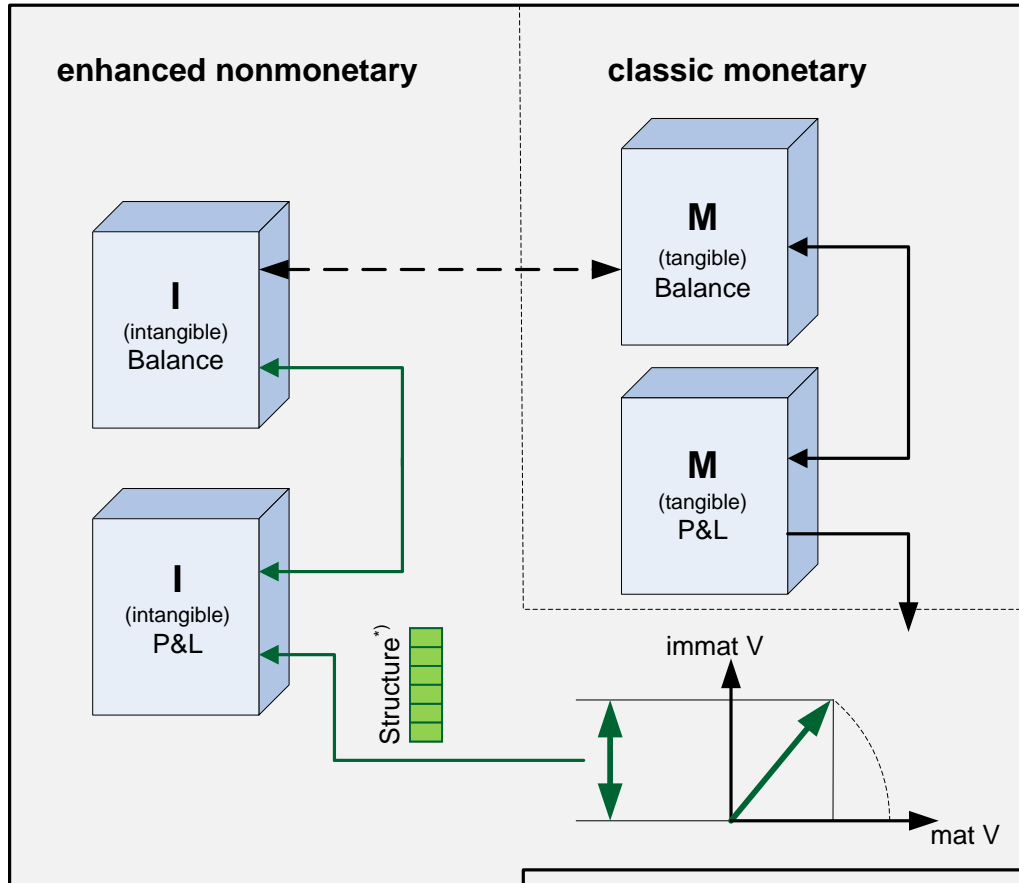 enhanced nonmonetary
classic monetary
M
(tangible)
Balance
I
(intangible)
Balance
M
(tangible)
P&L
I
(intangible)
P&L
Structure*)
immat V
mat V